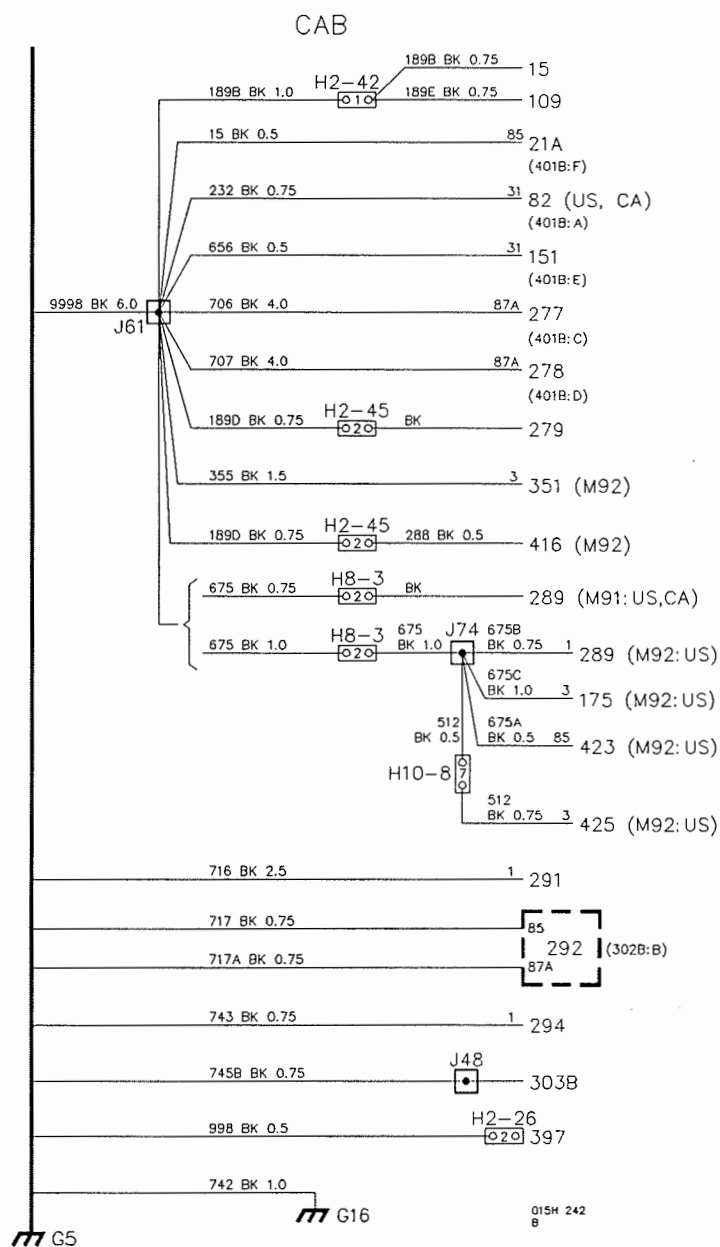 CAB
189B BK 0.75
15
H2-42
189B BK 1.0
1
189E BK 0.75
109
15 BK 0.5
85
21A
(401B:F)
232 BK 0.75
31
82 (US, CA)
(401B:A)
656 BK 0.5
31
151
(401B:E)
9998 BK 6.0
J61
706 BK 4.0
87A
277
(401B:C)
707 BK 4.0
87A
278
(401B:D)
H2-45
189D BK 0.75
2
BK
279
355 BK 1.5
3
351 (M92)
H2-45
189D BK 0.75
2
288 BK 0.5
416 (M92)
H8-3
675 BK 0.75
2
BK
289 (M91:US,CA)
H8-3
675 BK 1.0
2
675
BK 1.0
J74
675B
BK 0.75
1
289 (M92:US)
675C
BK 1.0
3
175 (M92:US)
512
BK 0.5
675A
BK 0.5
85
423 (M92:US)
H10-8
7
512
BK 0.75
3
425 (M92:US)
716 BK 2.5
1
291
717 BK 0.75
85
292
(302B:B)
717A BK 0.75
87A
743 BK 0.75
1
294
J48
745B BK 0.75
303B
H2-26
998 BK 0.5
2
397
742 BK 1.0
G16
G5
015H 242
B